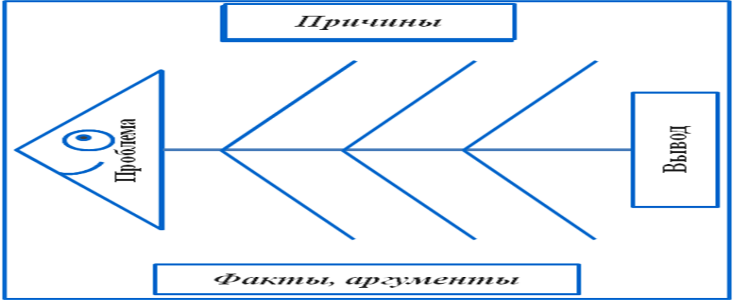 Причины
Проблема
Вывод
Факты, аргументы